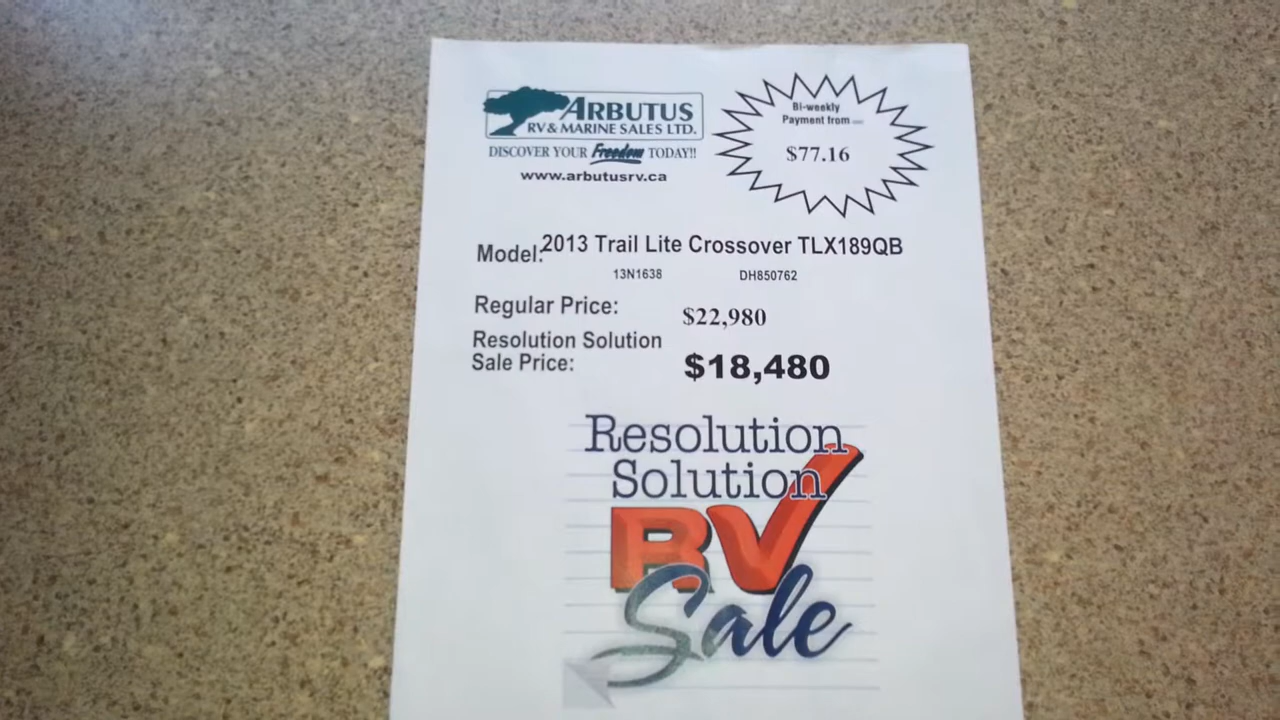 ARBUTUS
RV & MARINE SALES LTD.
DISCOVER YOUR Freedom TODAY!!
www.arbutusrv.ca
Bi-weekly
Payment from
$77.16
Model: 2013 Trail Lite Crossover TLX189QB
13N1638 DH850762
Regular Price: $22,980
Resolution Solution
Sale Price: $18,480
Resolution
Solution
RV
Sale